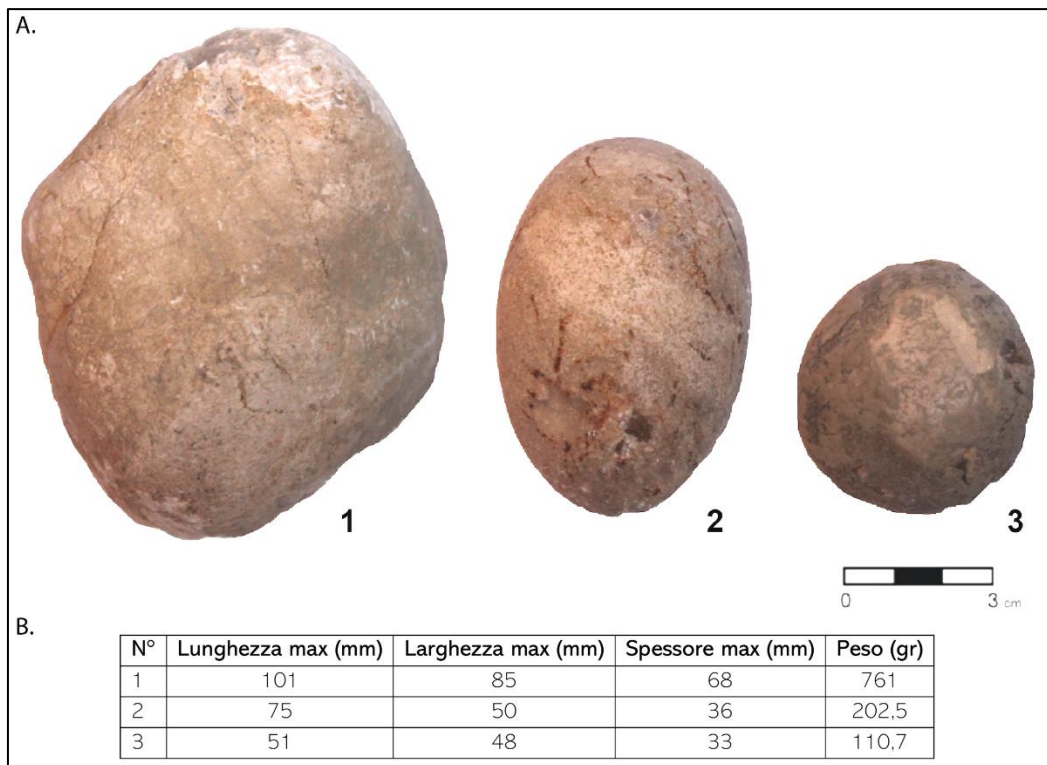 A.
1
2
3
0 3 cm
B.
N° Lunghezza max (mm) Larghezza max (mm) Spessore max (mm) Peso (gr)
1 101 85 68 761
2 75 50 36 202,5
3 51 48 33 110,7